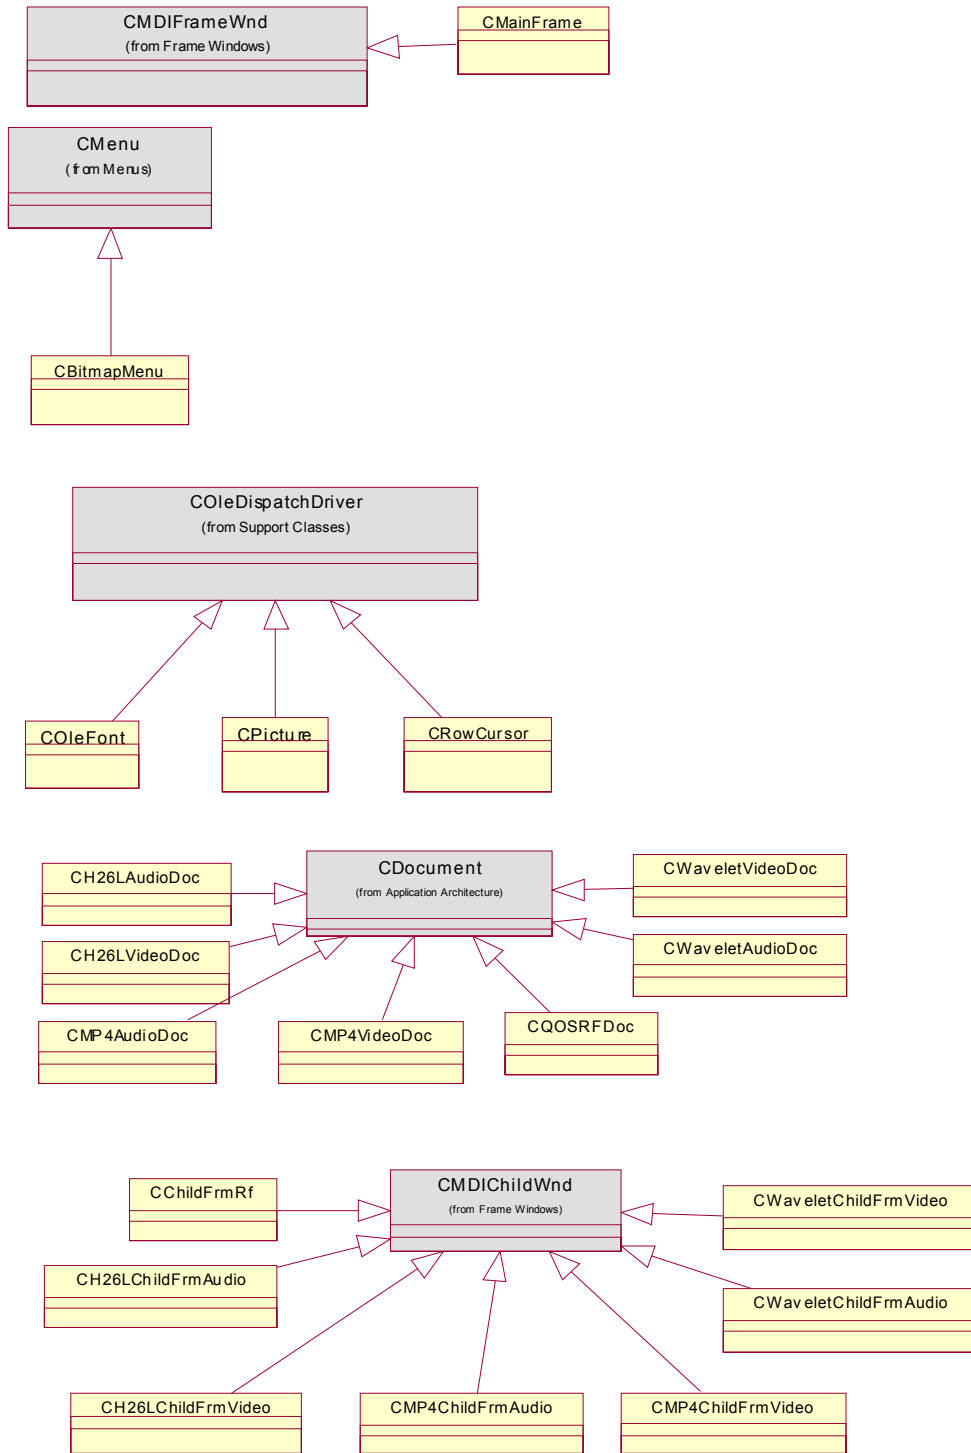 CMDIFrameWnd
(from Frame Windows)
CMainFrame
CMenu
(from Menus)
CBitmapMenu
COleDispatchDriver
(from Support Classes)
COleFont
CPicture
CRowCursor
CDocument
(from Application Architecture)
CH26LAudioDoc
CWaveletVideoDoc
CH26LVideoDoc
CWaveletAudioDoc
CMP4AudioDoc
CMP4VideoDoc
CQOSRFDoc
CChildFrmRf
CMDIChildWnd
(from Frame Windows)
CWaveletChildFrmVideo
CH26LChildFrmAudio
CWaveletChildFrmAudio
CH26LChildFrmVideo
CMP4ChildFrmAudio
CMP4ChildFrmVideo